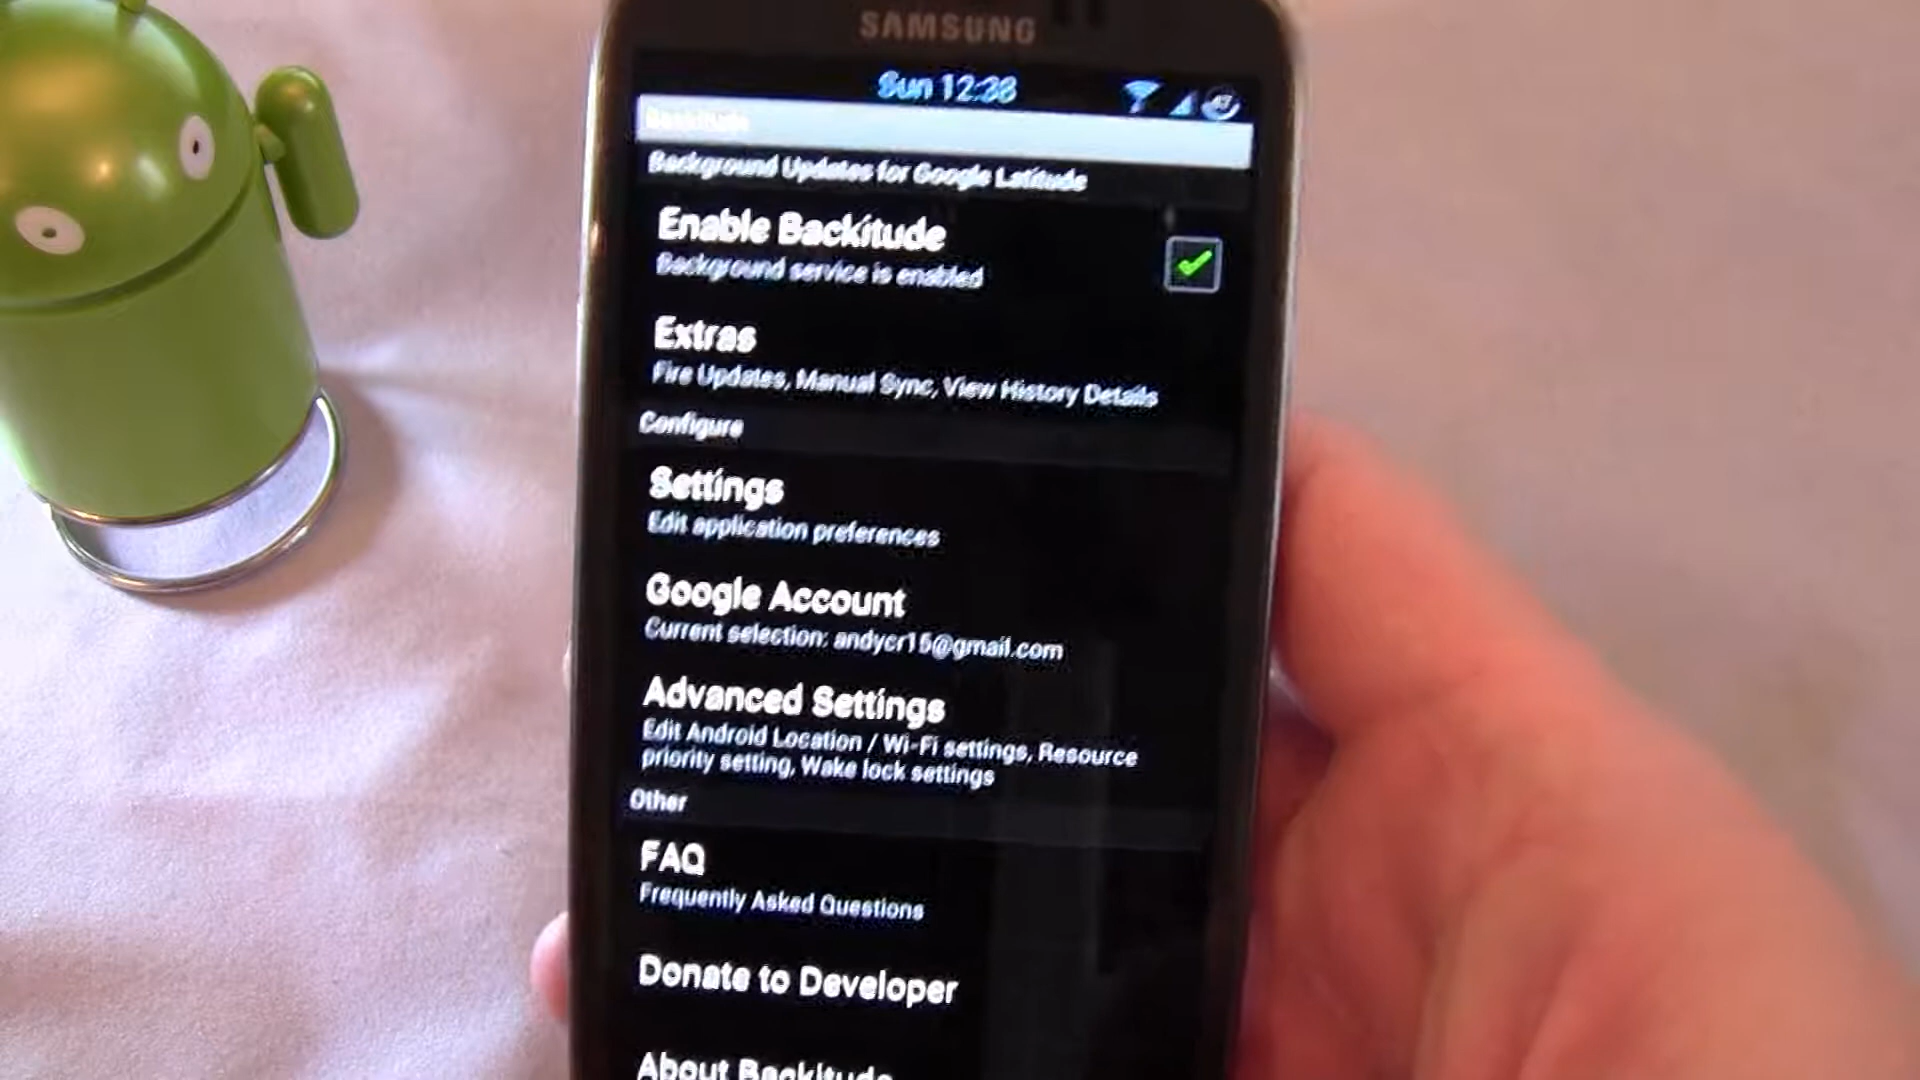 SAMSUNG
Sun 12:38
Backitude
Background Updates for Google Latitude
Enable Backitude
Background service is enabled
Extras
Fire Updates, Manual Sync, View History Details
Configure
Settings
Edit application preferences
Google Account
Current selection: andycr15@gmail.com
Advanced Settings
Edit Android Location / Wi-Fi settings, Resource
priority setting, Wake lock settings
Other
FAQ
Frequently Asked Questions
Donate to Developer
About Backitude